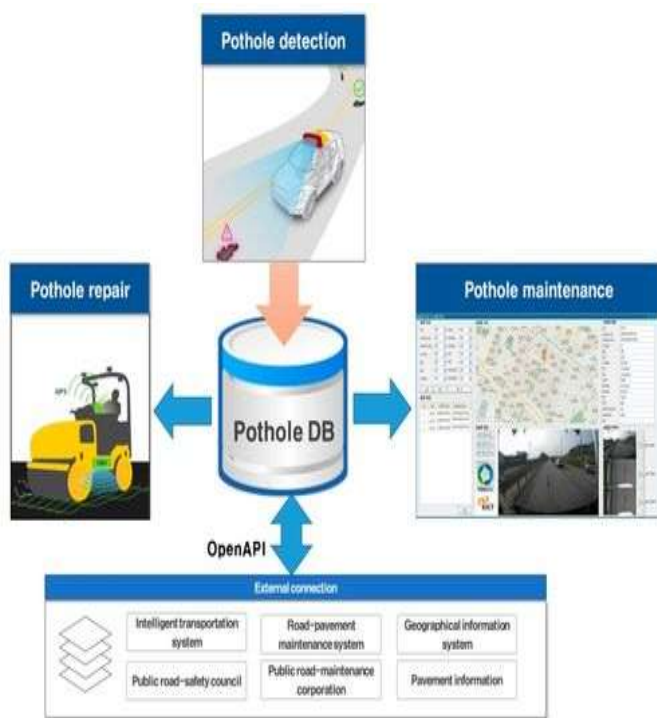 Pothole detection
Pothole repair
Pothole maintenance
GPS
Pothole DB
OpenAPI
External connection
Intelligent transportation
system
Road-pavement
maintenance system
Geographical information
system
Public road-safety council
Public road-maintenance
corporation
Pavement information